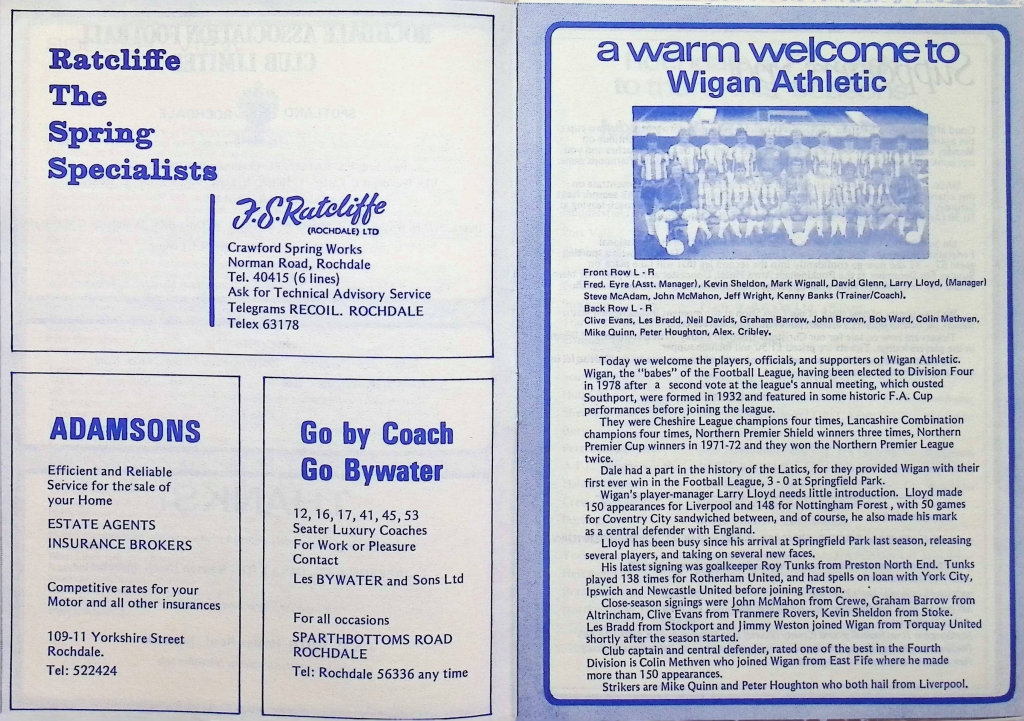 Ratcliffe
The
Spring
Specialists
F.S.Ratcliffe
(ROCHDALE) LTD
Crawford Spring Works
Norman Road, Rochdale
Tel. 40415 (6 lines)
Ask for Technical Advisory Service
Telegrams RECOIL. ROCHDALE
Telex 63178
ADAMSONS
Efficient and Reliable
Service for the sale of
your Home
ESTATE AGENTS
INSURANCE BROKERS
Competitive rates for your
Motor and all other insurances
109-11 Yorkshire Street
Rochdale.
Tel: 522424
Go by Coach
Go Bywater
12, 16, 17, 41, 45, 53
Seater Luxury Coaches
For Work or Pleasure
Contact
Les BYWATER and Sons Ltd
For all occasions
SPARTHBOTTOMS ROAD
ROCHDALE
Tel: Rochdale 56336 any time
a warm welcome to
Wigan Athletic
Front Row L - R
Fred. Eyre (Asst. Manager), Kevin Sheldon, Mark Wignall, David Glenn, Larry Lloyd, (Manager)
Steve McAdam, John McMahon, Jeff Wright, Kenny Banks (Trainer/Coach).
Back Row L - R
Clive Evans, Les Bradd, Neil Davids, Graham Barrow, John Brown, Bob Ward, Colin Methven,
Mike Quinn, Peter Houghton, Alex. Cribley.
Today we welcome the players, officials, and supporters of Wigan Athletic.
Wigan, the "babes" of the Football League, having been elected to Division Four
in 1978 after a second vote at the league's annual meeting, which ousted
Southport, were formed in 1932 and featured in some historic F.A. Cup
performances before joining the league.
They were Cheshire League champions four times, Lancashire Combination
champions four times, Northern Premier Shield winners three times, Northern
Premier Cup winners in 1971-72 and they won the Northern Premier League
twice.
Dale had a part in the history of the Latics, for they provided Wigan with their
first ever win in the Football League, 3 - 0 at Springfield Park.
Wigan's player-manager Larry Lloyd needs little introduction. Lloyd made
150 appearances for Liverpool and 148 for Nottingham Forest , with 50 games
for Coventry City sandwiched between, and of course, he also made his mark
as a central defender with England.
Lloyd has been busy since his arrival at Springfield Park last season, releasing
several players, and taking on several new faces.
His latest signing was goalkeeper Roy Tunks from Preston North End. Tunks
played 138 times for Rotherham United, and had spells on loan with York City,
Ipswich and Newcastle United before joining Preston.
Close-season signings were John McMahon from Crewe, Graham Barrow from
Altrincham, Clive Evans from Tranmere Rovers, Kevin Sheldon from Stoke.
Les Bradd from Stockport and Jimmy Weston joined Wigan from Torquay United
shortly after the season started.
Club captain and central defender, rated one of the best in the Fourth
Division is Colin Methven who joined Wigan from East Fife where he made
more than 150 appearances.
Strikers are Mike Quinn and Peter Houghton who both hail from Liverpool.